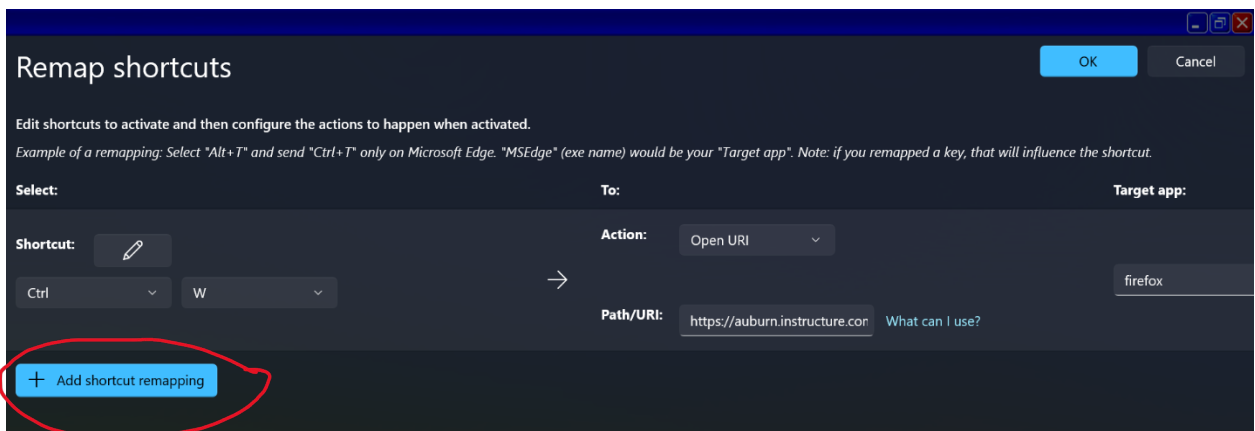 Remap shortcuts
OK
Cancel
Edit shortcuts to activate and then configure the actions to happen when activated.
Example of a remapping: Select "Alt+T" and send "Ctrl+T" only on Microsoft Edge. "MSEdge" (exe name) would be your "Target app". Note: if you remapped a key, that will influence the shortcut.
Select:
To:
Target app:
Shortcut:
Action:
Open URI
Ctrl
W
firefox
Path/URI:
https://auburn.instructure.con
What can I use?
+ Add shortcut remapping